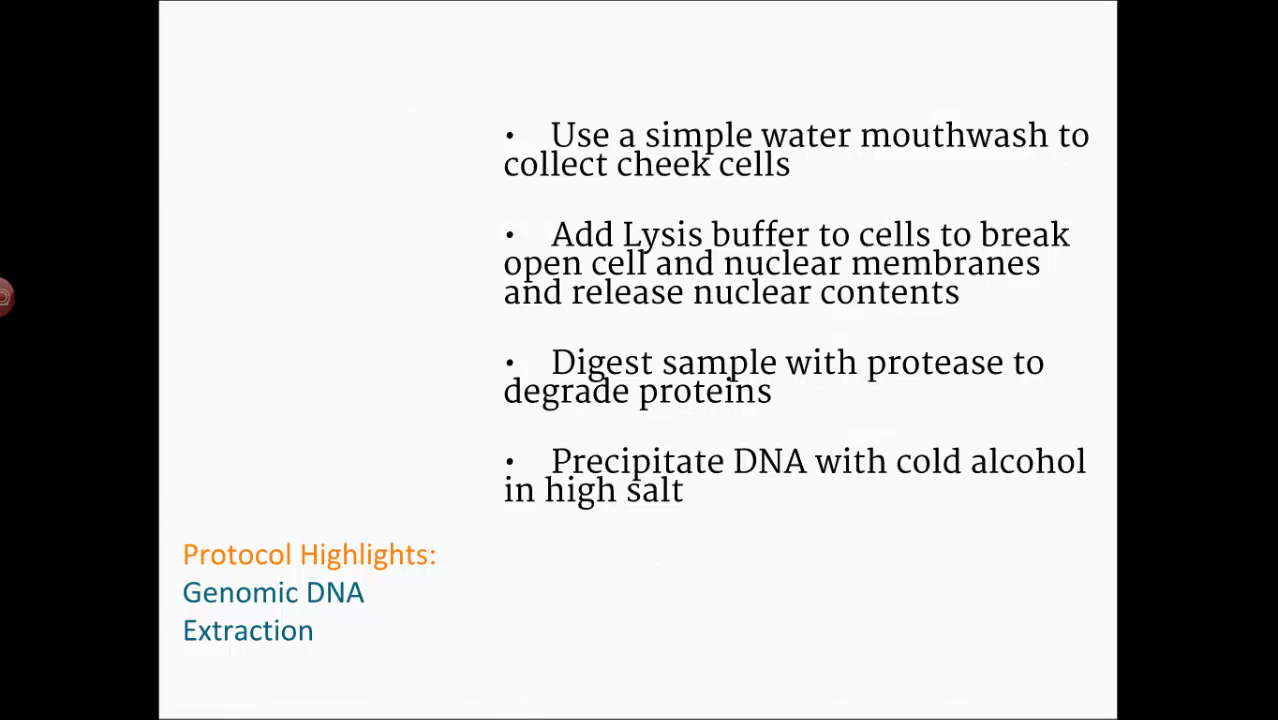 • Use a simple water mouthwash to
collect cheek cells
• Add Lysis buffer to cells to break
open cell and nuclear membranes
and release nuclear contents
• Digest sample with protease to
degrade proteins
• Precipitate DNA with cold alcohol
in high salt
Protocol Highlights:
Genomic DNA
Extraction